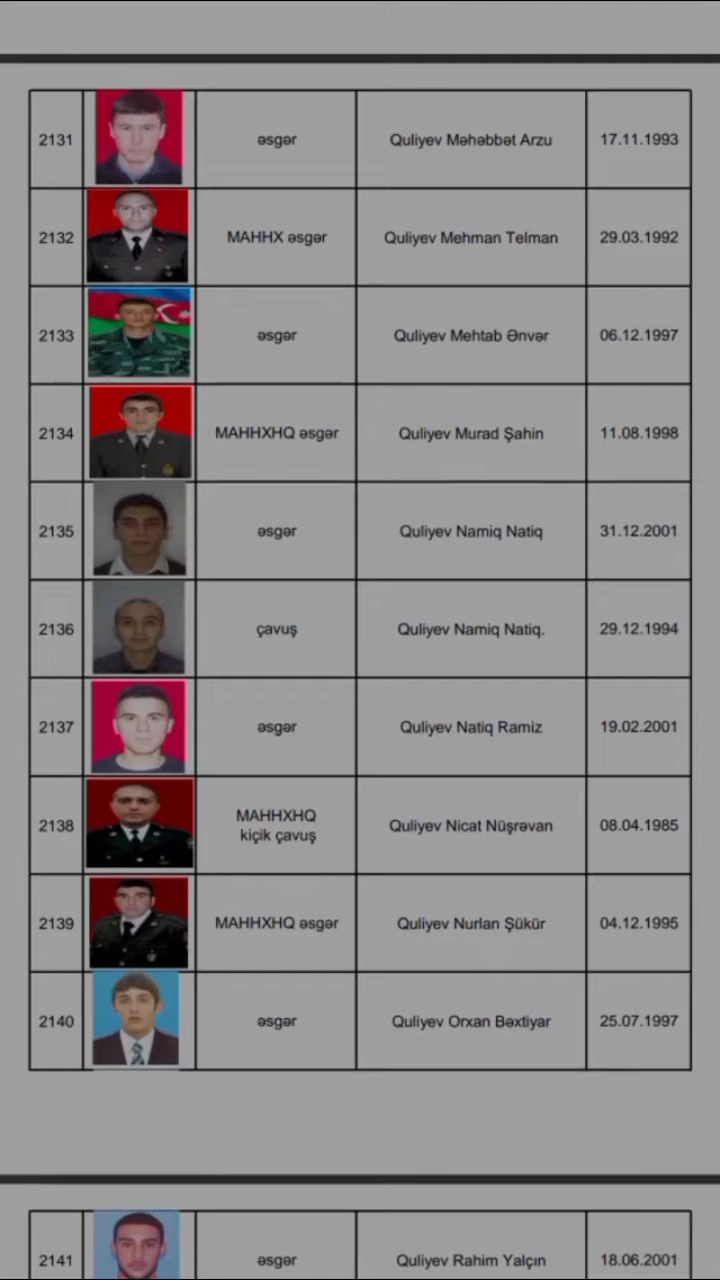 2131 əsgər Quliyev Məhəbbət Arzu 17.11.1993
2132 MAHHX əsgər Quliyev Mehman Telman 29.03.1992
2133 əsgər Quliyev Mehtab Ənvər 06.12.1997
2134 MAHHXHQ əsgər Quliyev Murad Şahin 11.08.1998
2135 əsgər Quliyev Namiq Natiq 31.12.2001
2136 çavuş Quliyev Namiq Natiq. 29.12.1994
2137 əsgər Quliyev Natiq Ramiz 19.02.2001
2138 MAHHXHQ kiçik çavuş Quliyev Nicat Nüşrəvan 08.04.1985
2139 MAHHXHQ əsgər Quliyev Nurlan Şükür 04.12.1995
2140 əsgər Quliyev Orxan Bəxtiyar 25.07.1997
2141 əsgər Quliyev Rahim Yalçın 18.06.2001